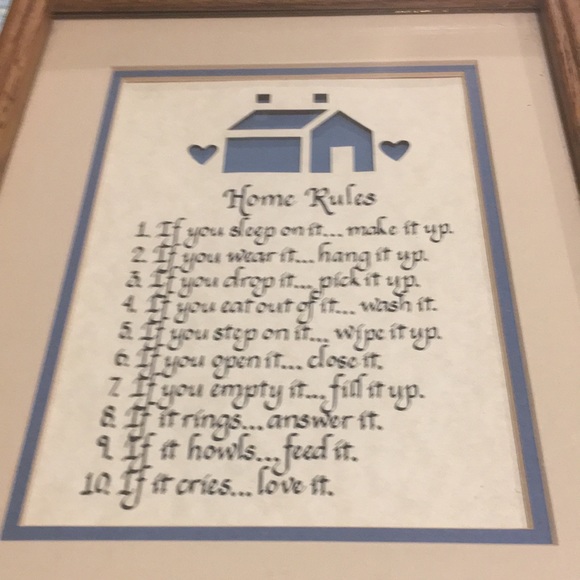 Home Rules
1. If you sleep on it... make it up.
2. If you wear it... hang it up.
3. If you drop it... pick it up.
4. If you eat out of it... wash it.
5. If you step on it... wipe it up.
6. If you open it... close it.
7. If you empty it... fill it up.
8. If it rings... answer it.
9. If it howls... feed it.
10. If it cries... love it.